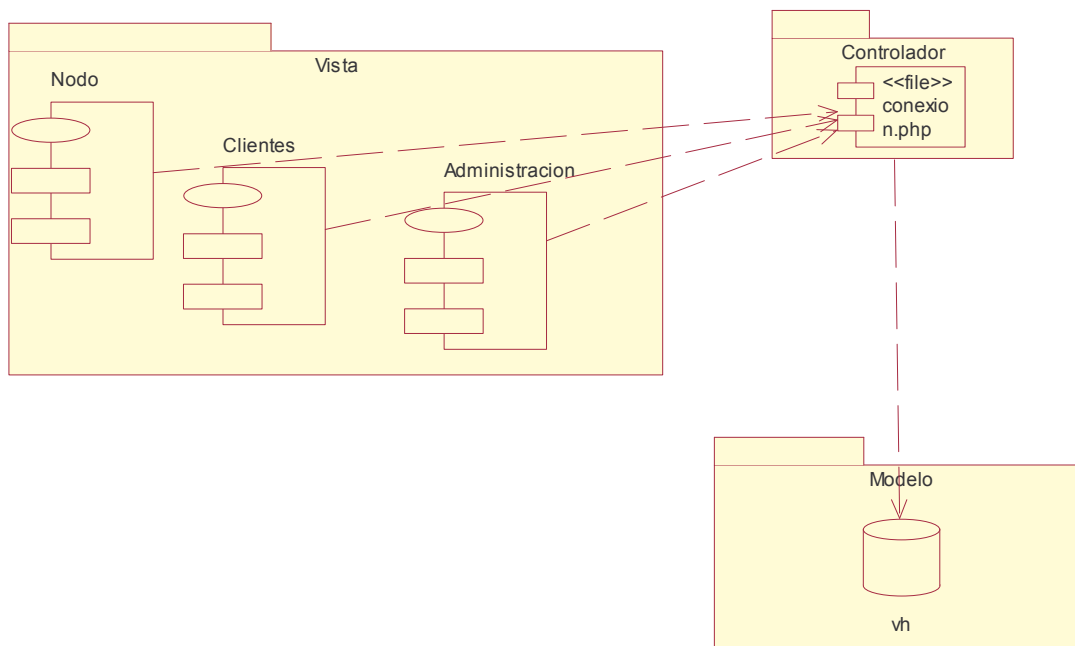 Vista
Nodo
Clientes
Administracion
Controlador
<<file>>
conexio
n.php
Modelo
vh